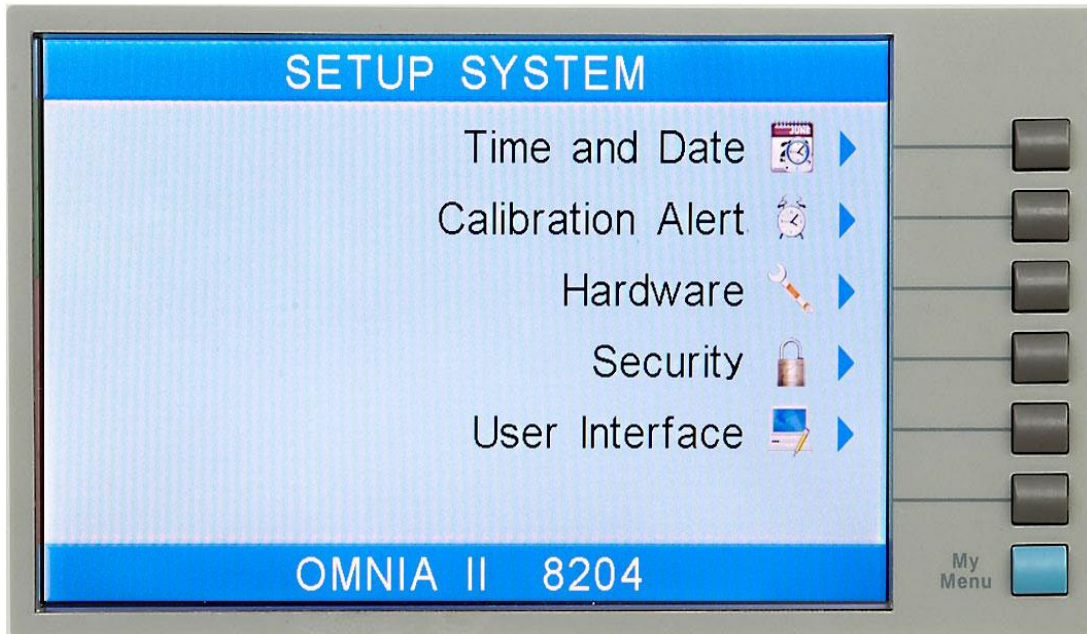 SETUP SYSTEM
Time and Date
Calibration Alert
Hardware
Security
User Interface
OMNIA II 8204
My
Menu